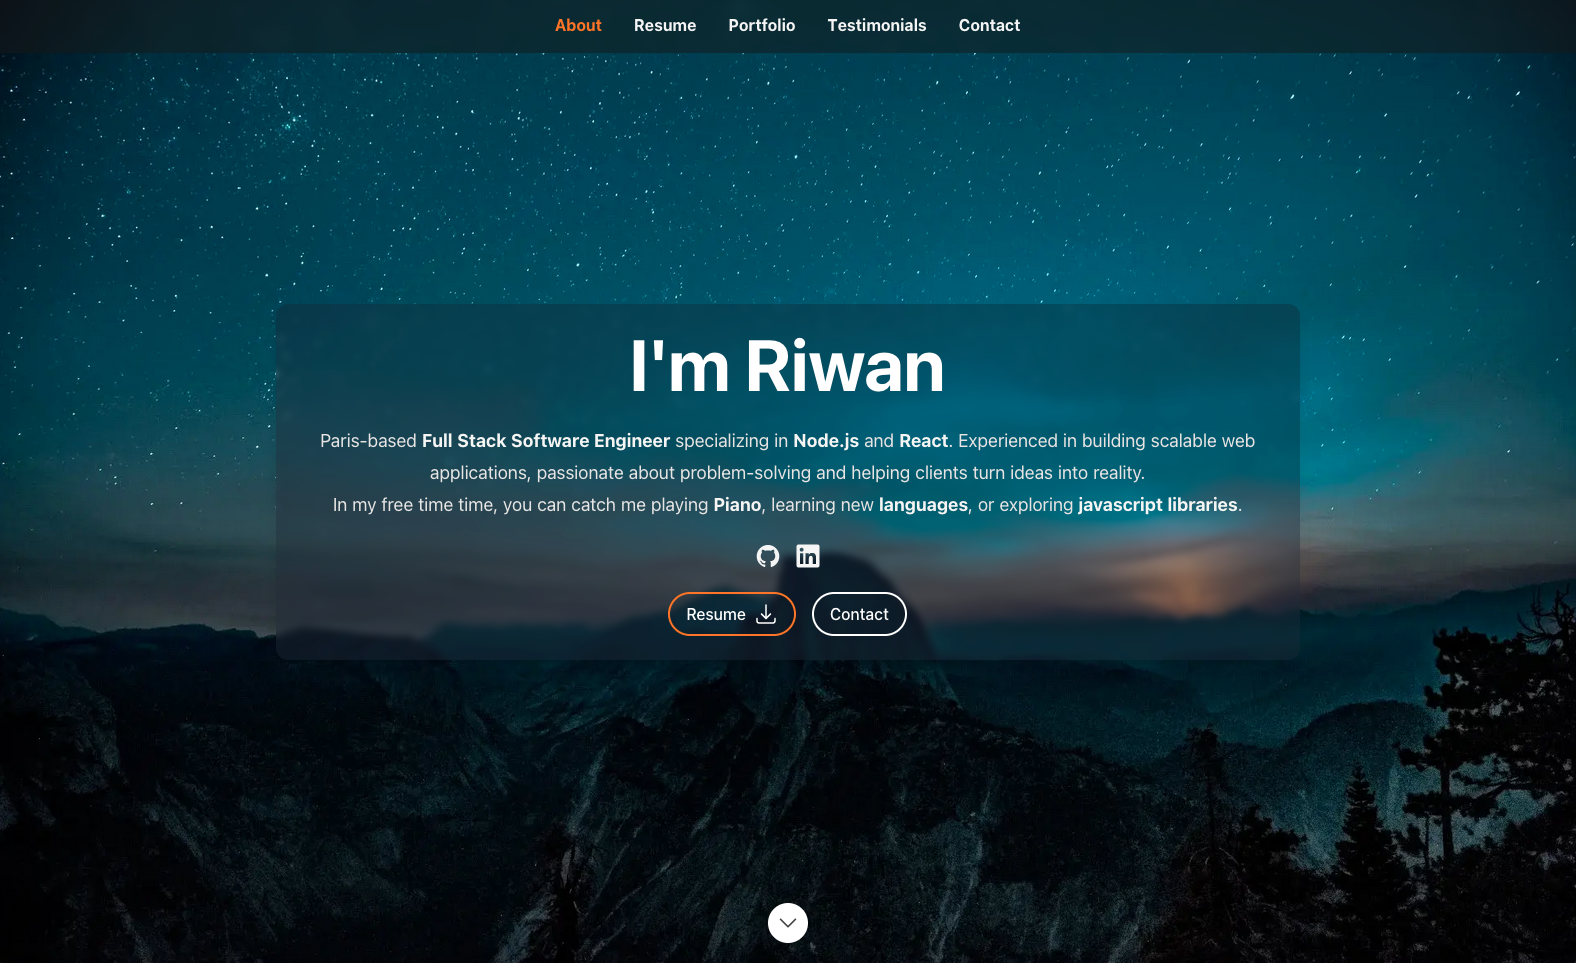 About Resume Portfolio Testimonials Contact
I'm Riwan
Paris-based Full Stack Software Engineer specializing in Node.js and React. Experienced in building scalable web
applications, passionate about problem-solving and helping clients turn ideas into reality.
In my free time time, you can catch me playing Piano, learning new languages, or exploring javascript libraries.
in
Resume Contact